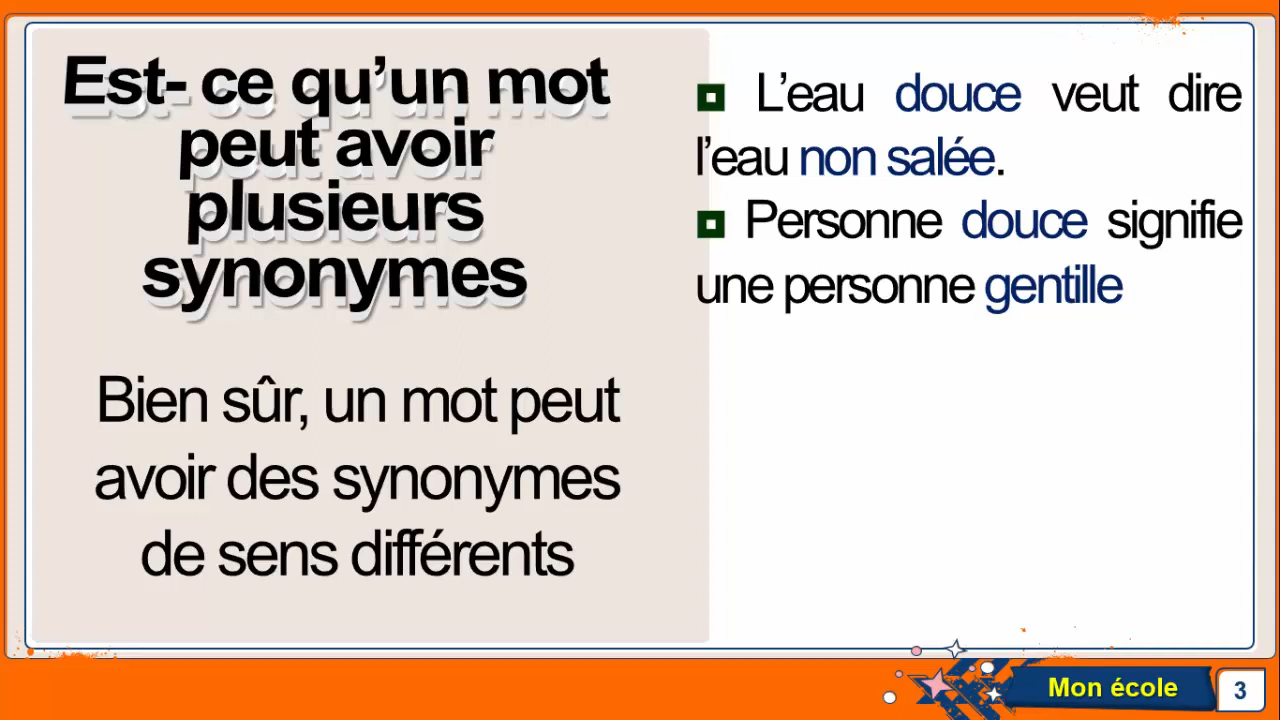 Est- ce qu’un mot
peut avoir
plusieurs
synonymes
Bien sûr, un mot peut
avoir des synonymes
de sens différents
L’eau douce veut dire
l’eau non salée.
Personne douce signifie
une personne gentille
Mon école
3